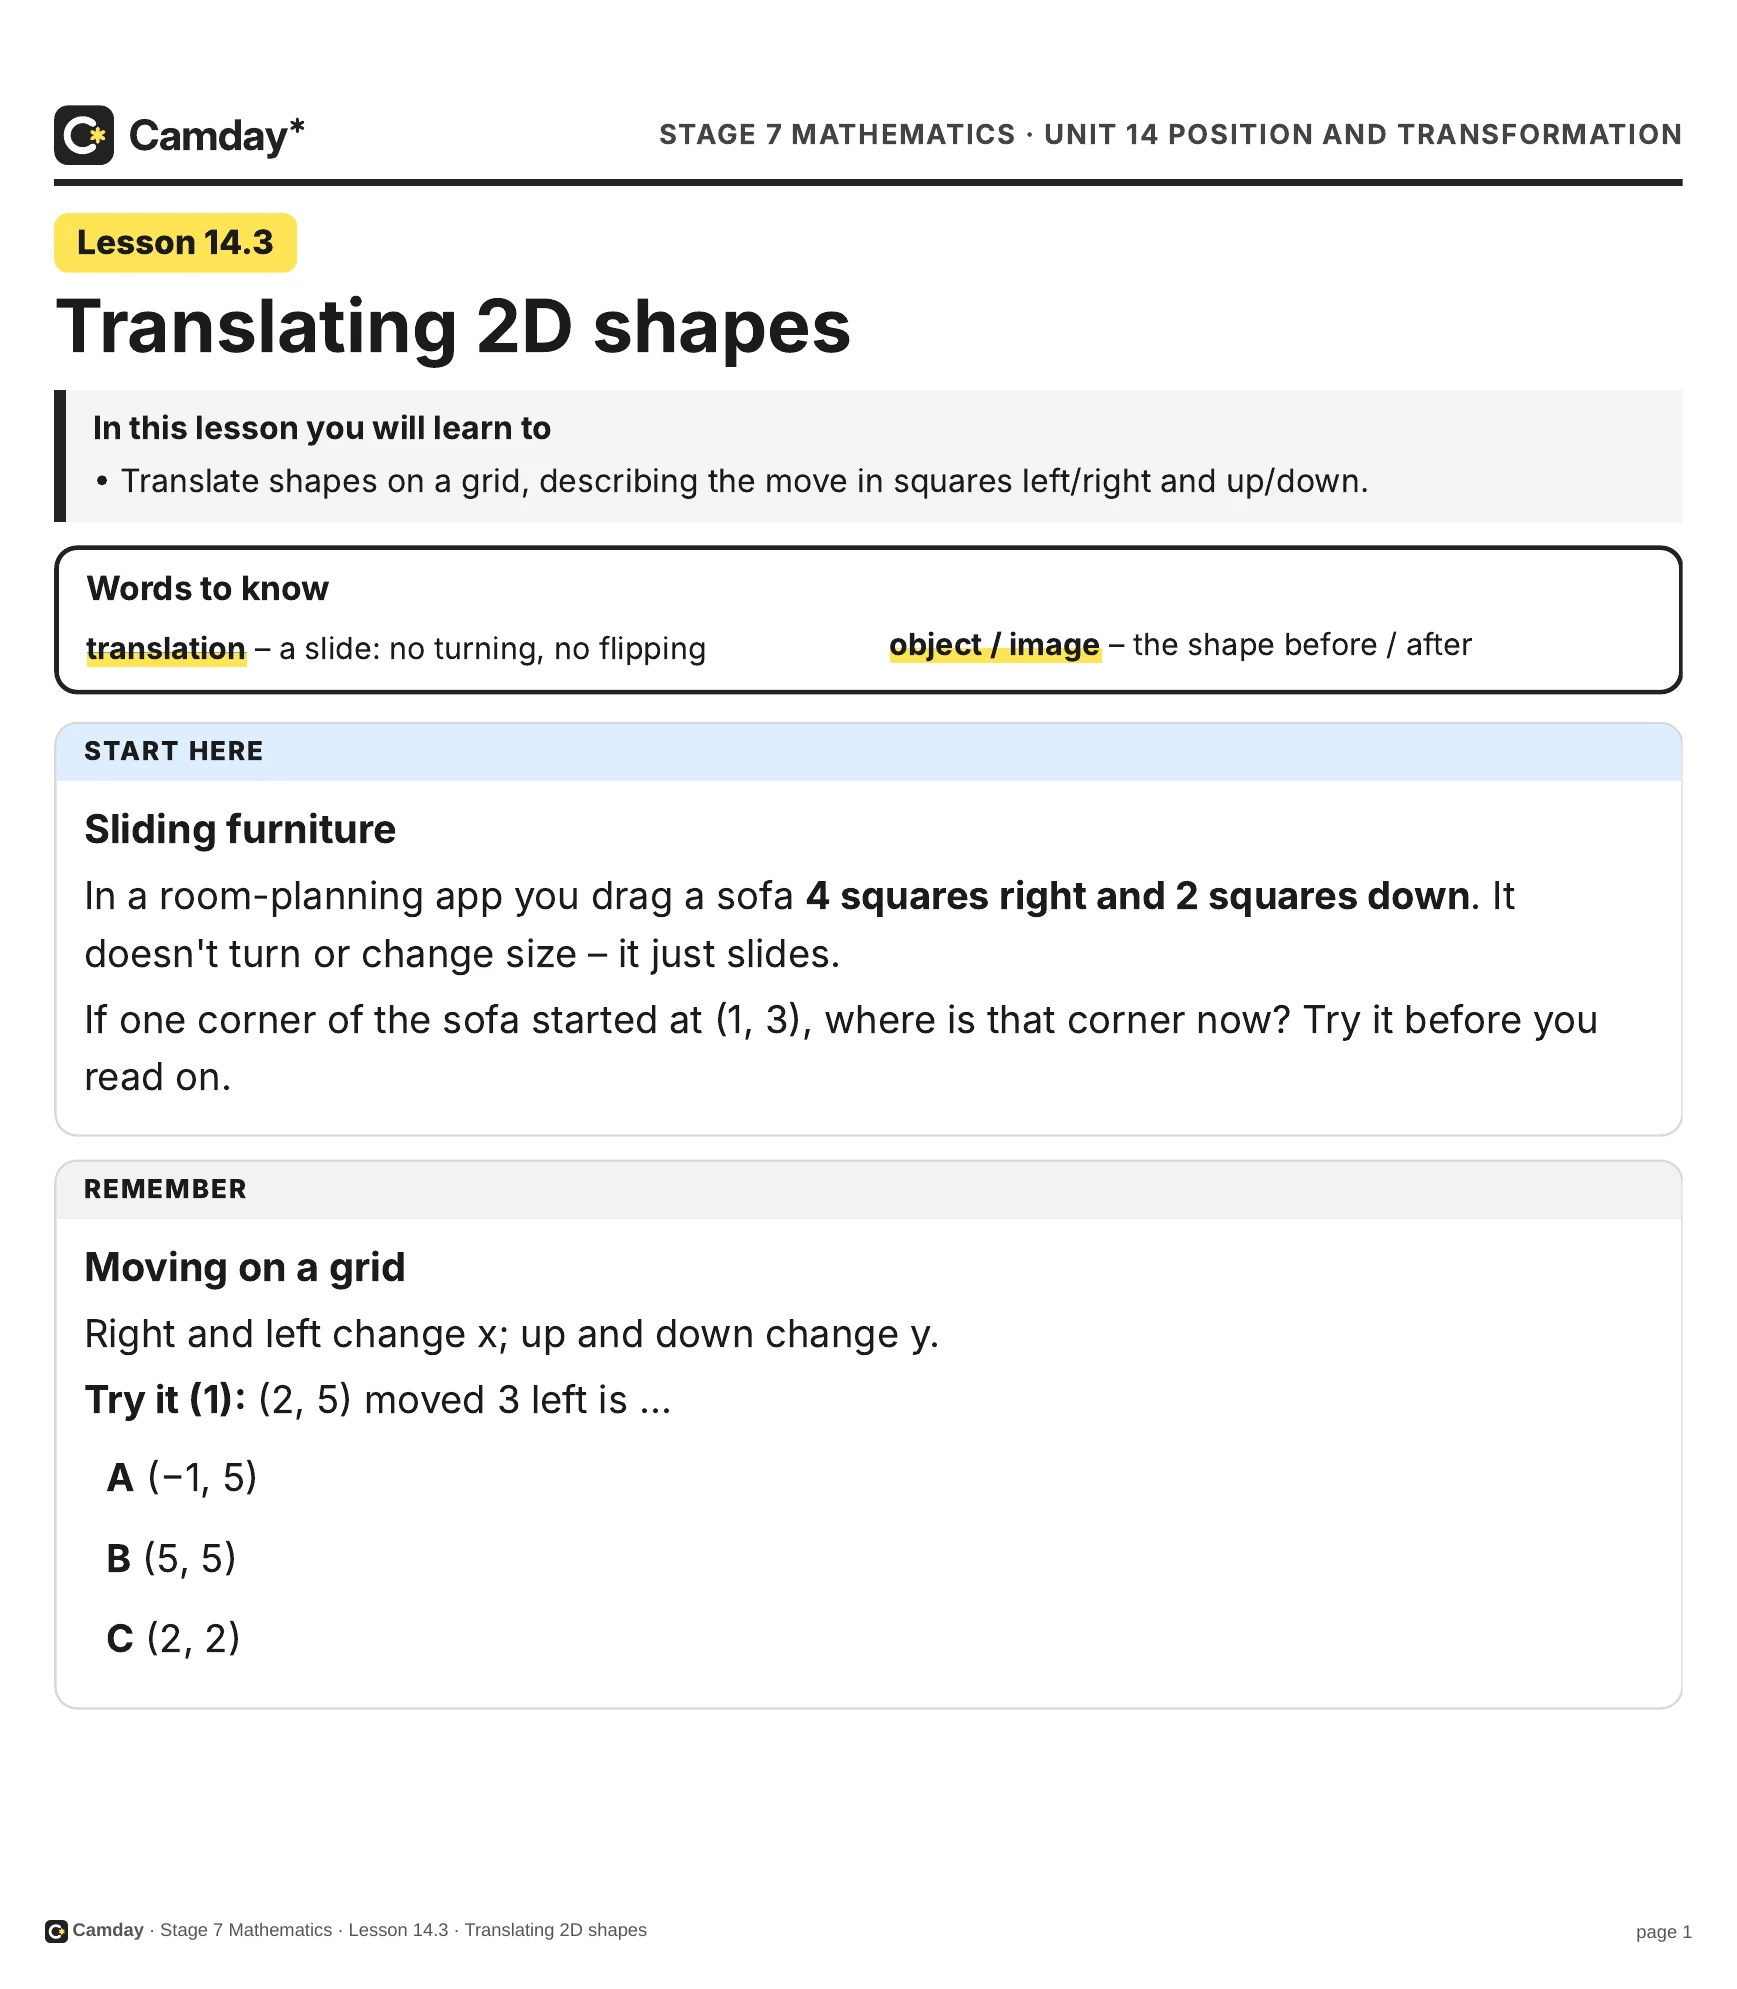 Camday*
STAGE 7 MATHEMATICS · UNIT 14 POSITION AND TRANSFORMATION
Lesson 14.3
Translating 2D shapes
In this lesson you will learn to
• Translate shapes on a grid, describing the move in squares left/right and up/down.
Words to know
translation – a slide: no turning, no flipping
object / image – the shape before / after
START HERE
Sliding furniture
In a room-planning app you drag a sofa 4 squares right and 2 squares down. It
doesn't turn or change size – it just slides.
If one corner of the sofa started at (1, 3), where is that corner now? Try it before you
read on.
REMEMBER
Moving on a grid
Right and left change x; up and down change y.
Try it (1): (2, 5) moved 3 left is ...
A (−1, 5)
B (5, 5)
C (2, 2)
Camday · Stage 7 Mathematics · Lesson 14.3 · Translating 2D shapes
page 1